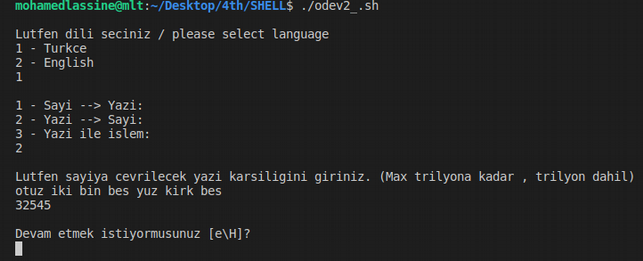 mohamedlassine@mlt:~/Desktop/4th/SHELL$ ./odev2_.sh
Lutfen dili seciniz / please select language
1 - Turkce
2 - English
1
1 - Sayi --> Yazi:
2 - Yazi --> Sayi:
3 - Yazi ile islem:
2
Lutfen sayiya cevrilecek yazi karsiligini giriniz. (Max trilyona kadar , trilyon dahil)
otuz iki bin bes yuz kirk bes
32545
Devam etmek istiyormusunuz [e\H]?